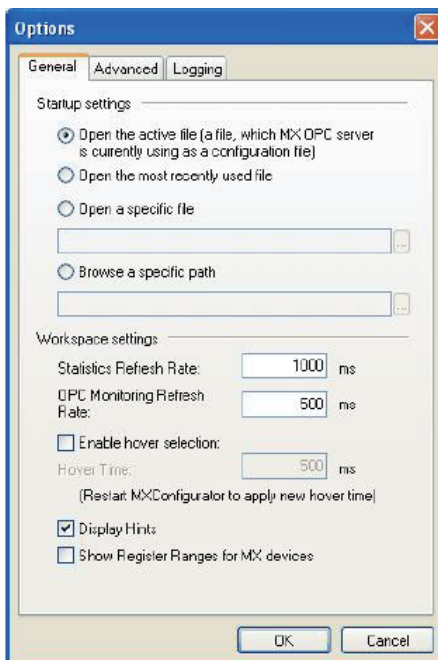 Options
General Advanced Logging
Startup settings
Open the active file (a file, which MX OPC server
is currently using as a configuration file)
Open the most recently used file
Open a specific file
...
Browse a specific path
...
Workspace settings
Statistics Refresh Rate: 1000 ms
OPC Monitoring Refresh
Rate: 500 ms
Enable hover selection:
Hover Time: 500 ms
(Restart MXConfigurator to apply new hover time)
Display Hints
Show Register Ranges for MX devices
OK Cancel